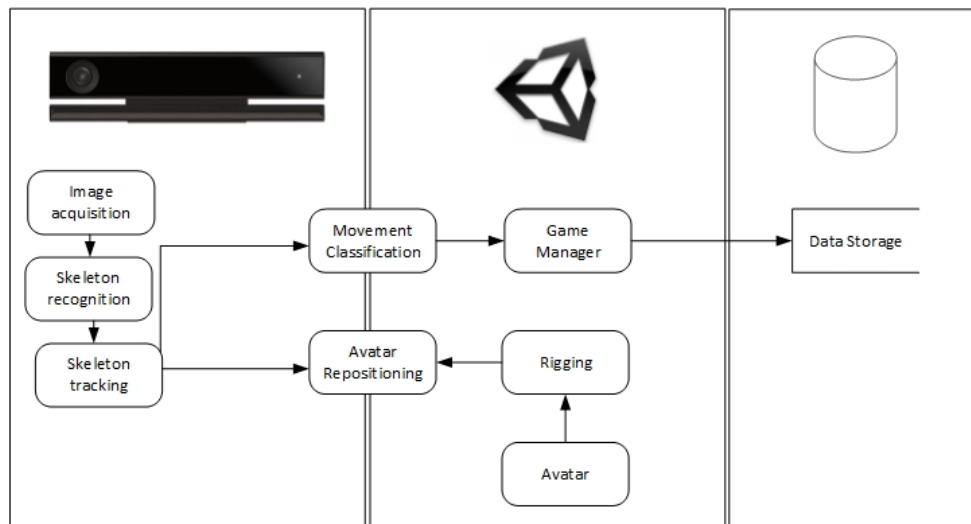 Image
acquisition
Skeleton
recognition
Skeleton
tracking
Movement
Classification
Avatar
Repositioning
Game
Manager
Rigging
Avatar
Data Storage